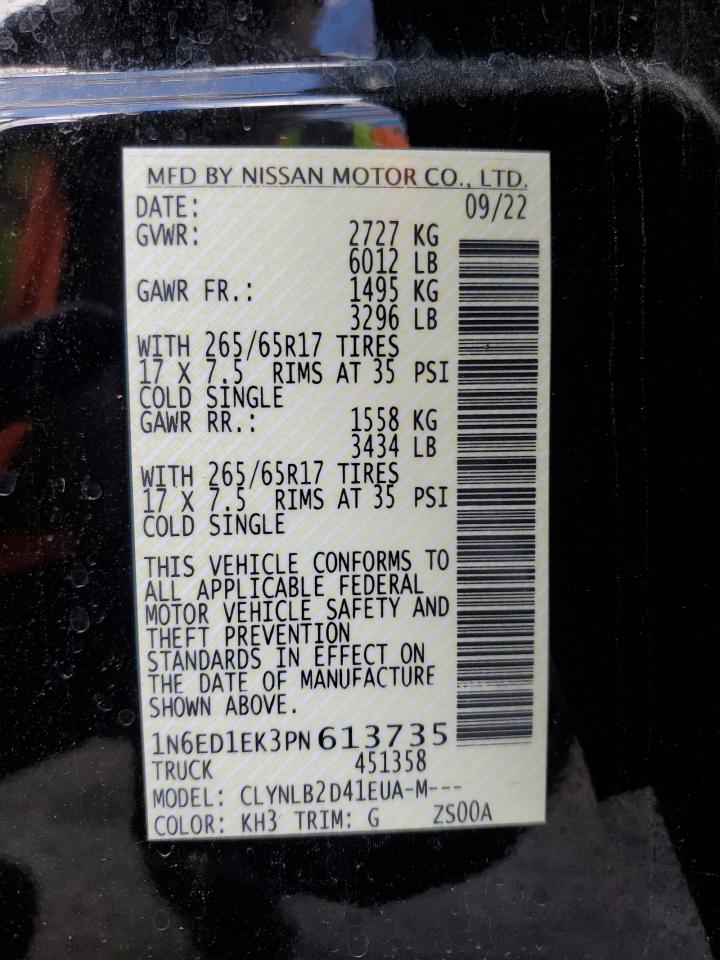 MFD BY NISSAN MOTOR CO., LTD.
DATE: 09/22
GVWR: 2727 KG
6012 LB
GAWR FR.: 1495 KG
3296 LB
WITH 265/65R17 TIRES
17 X 7.5 RIMS AT 35 PSI
COLD SINGLE
GAWR RR.: 1558 KG
3434 LB
WITH 265/65R17 TIRES
17 X 7.5 RIMS AT 35 PSI
COLD SINGLE
THIS VEHICLE CONFORMS TO
ALL APPLICABLE FEDERAL
MOTOR VEHICLE SAFETY AND
THEFT PREVENTION
STANDARDS IN EFFECT ON
THE DATE OF MANUFACTURE
SHOWN ABOVE.
1N6ED1EK3PN613735
TRUCK 451358
MODEL: CLYNLB2D41EUA-M---
COLOR: KH3 TRIM: G ZS00A